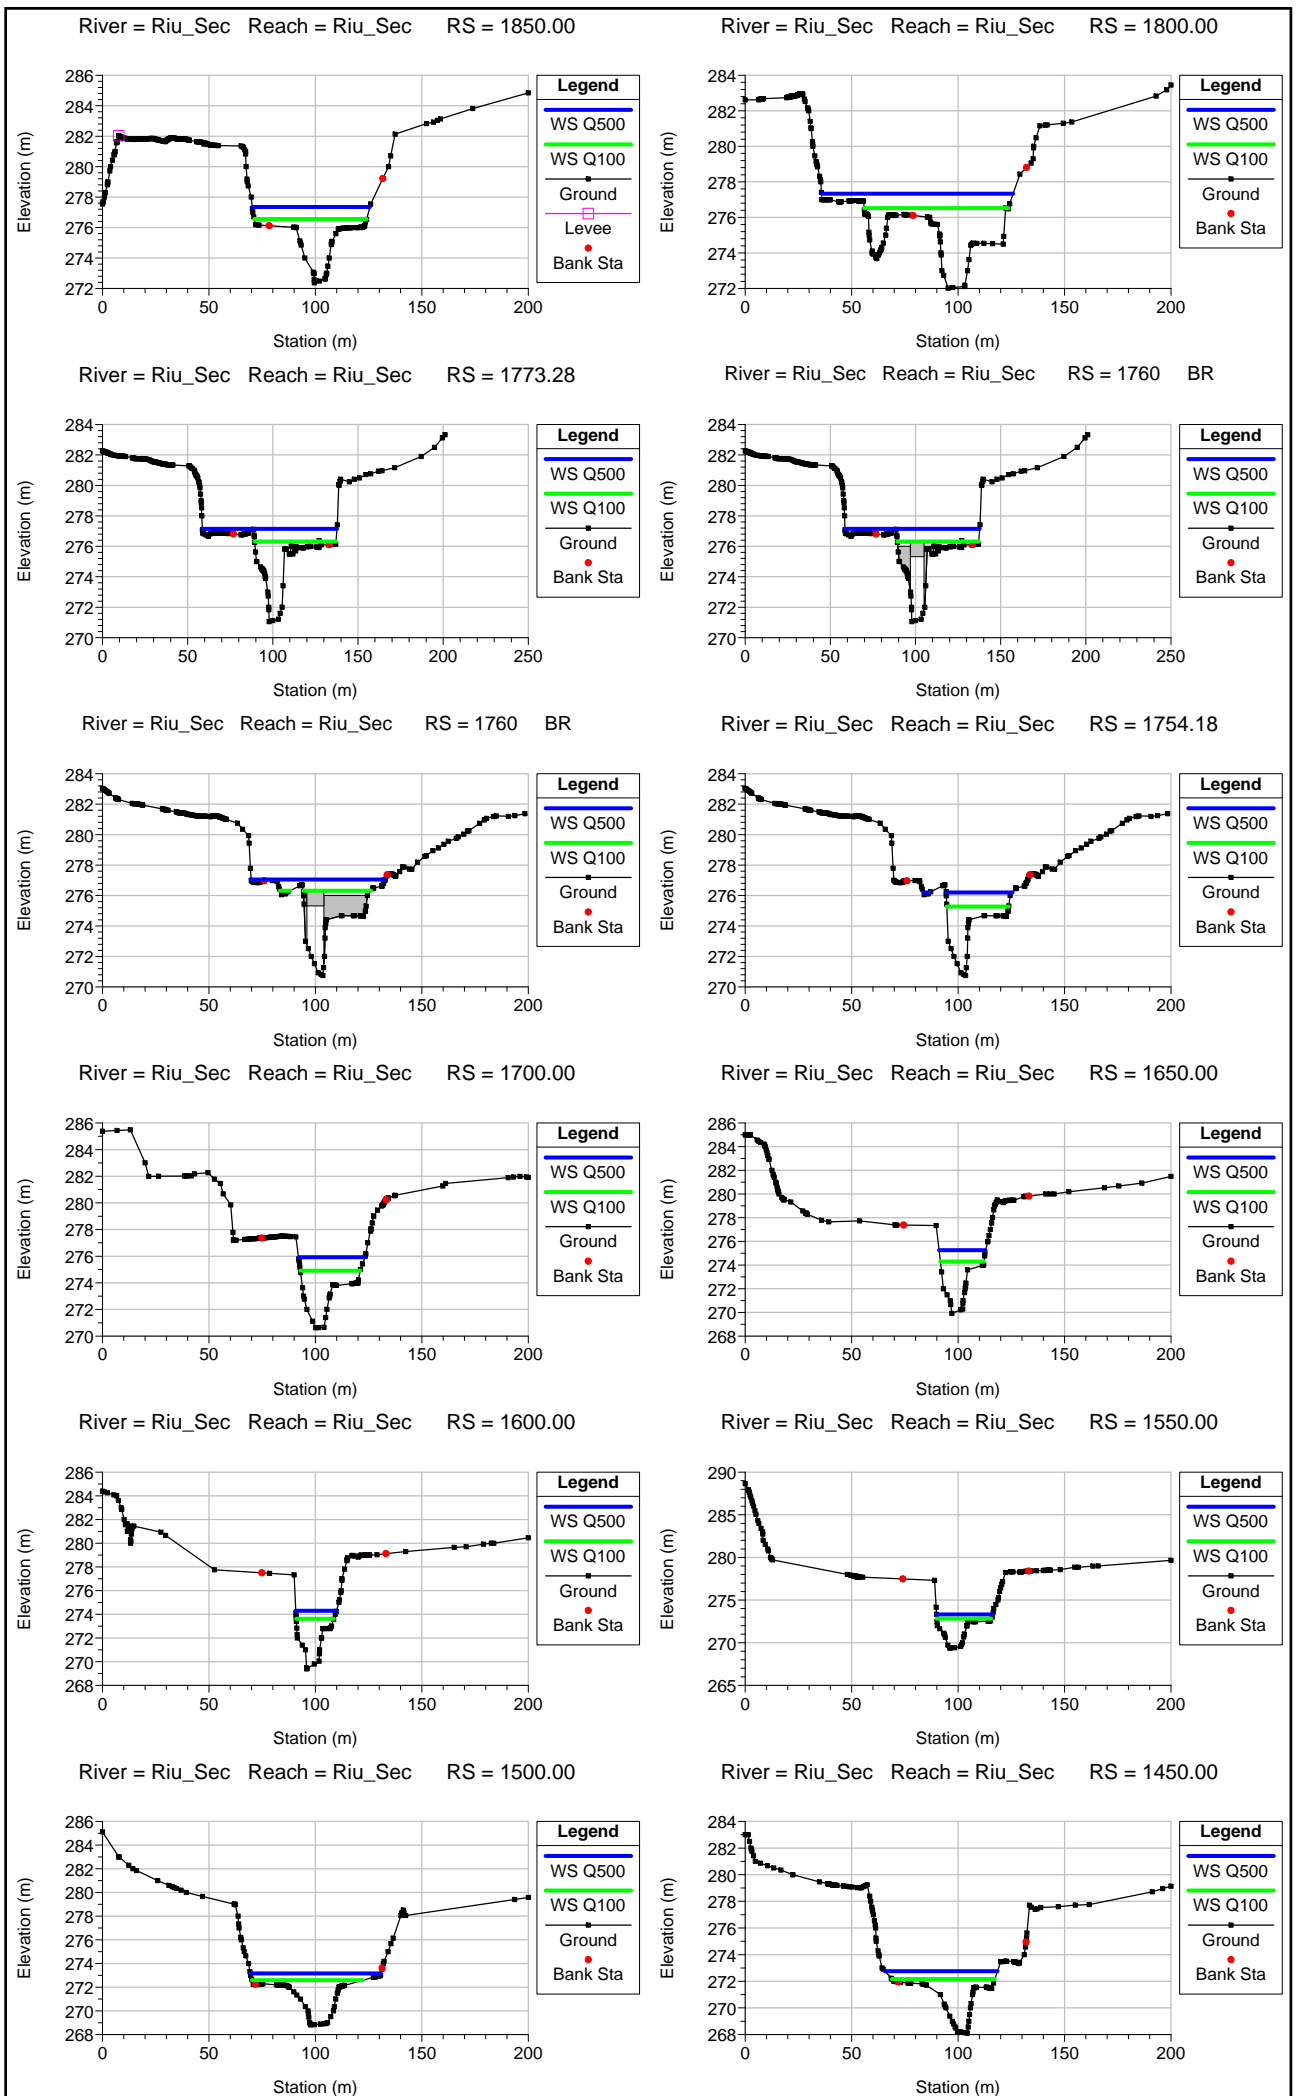 River = Riu_Sec Reach = Riu_Sec RS = 1850.00
286
284
282
280
278
276
274
272
0 50 100 150 200
Elevation (m)
Station (m)
Legend
WS Q500
WS Q100
Ground
Levee
Bank Sta
River = Riu_Sec Reach = Riu_Sec RS = 1800.00
284
282
280
278
276
274
272
0 50 100 150 200
Elevation (m)
Station (m)
Legend
WS Q500
WS Q100
Ground
Bank Sta
River = Riu_Sec Reach = Riu_Sec RS = 1773.28
284
282
280
278
276
274
272
270
0 50 100 150 200 250
Elevation (m)
Station (m)
Legend
WS Q500
WS Q100
Ground
Bank Sta
River = Riu_Sec Reach = Riu_Sec RS = 1760 BR
284
282
280
278
276
274
272
270
0 50 100 150 200 250
Elevation (m)
Station (m)
Legend
WS Q500
WS Q100
Ground
Bank Sta
River = Riu_Sec Reach = Riu_Sec RS = 1760 BR
284
282
280
278
276
274
272
270
0 50 100 150 200
Elevation (m)
Station (m)
Legend
WS Q500
WS Q100
Ground
Bank Sta
River = Riu_Sec Reach = Riu_Sec RS = 1754.18
284
282
280
278
276
274
272
270
0 50 100 150 200
Elevation (m)
Station (m)
Legend
WS Q500
WS Q100
Ground
Bank Sta
River = Riu_Sec Reach = Riu_Sec RS = 1700.00
286
284
282
280
278
276
274
272
270
0 50 100 150 200
Elevation (m)
Station (m)
Legend
WS Q500
WS Q100
Ground
Bank Sta
River = Riu_Sec Reach = Riu_Sec RS = 1650.00
286
284
282
280
278
276
274
272
270
268
0 50 100 150 200
Elevation (m)
Station (m)
Legend
WS Q500
WS Q100
Ground
Bank Sta
River = Riu_Sec Reach = Riu_Sec RS = 1600.00
286
284
282
280
278
276
274
272
270
268
0 50 100 150 200
Elevation (m)
Station (m)
Legend
WS Q500
WS Q100
Ground
Bank Sta
River = Riu_Sec Reach = Riu_Sec RS = 1550.00
290
285
280
275
270
265
0 50 100 150 200
Elevation (m)
Station (m)
Legend
WS Q500
WS Q100
Ground
Bank Sta
River = Riu_Sec Reach = Riu_Sec RS = 1500.00
286
284
282
280
278
276
274
272
270
268
0 50 100 150 200
Elevation (m)
Station (m)
Legend
WS Q500
WS Q100
Ground
Bank Sta
River = Riu_Sec Reach = Riu_Sec RS = 1450.00
284
282
280
278
276
274
272
270
268
0 50 100 150 200
Elevation (m)
Station (m)
Legend
WS Q500
WS Q100
Ground
Bank Sta